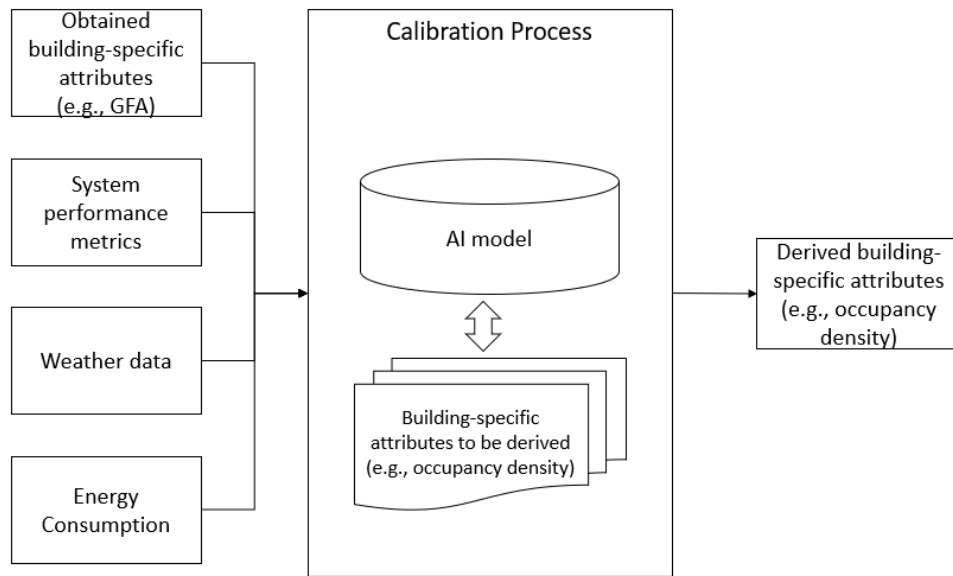 Obtained
building-specific
attributes
(e.g., GFA)
System
performance
metrics
Weather data
Energy
Consumption
Calibration Process
AI model
Building-specific
attributes to be derived
(e.g., occupancy density)
Derived building-
specific attributes
(e.g., occupancy
density)